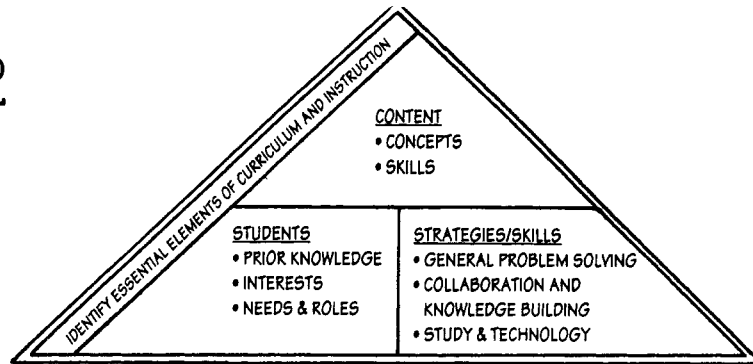 IDENTIFY ESSENTIAL ELEMENTS OF CURRICULUM AND INSTRUCTION
CONTENT
• CONCEPTS
• SKILLS
STUDENTS
• PRIOR KNOWLEDGE
• INTERESTS
• NEEDS & ROLES
STRATEGIES/SKILLS
• GENERAL PROBLEM SOLVING
• COLLABORATION AND
KNOWLEDGE BUILDING
• STUDY & TECHNOLOGY